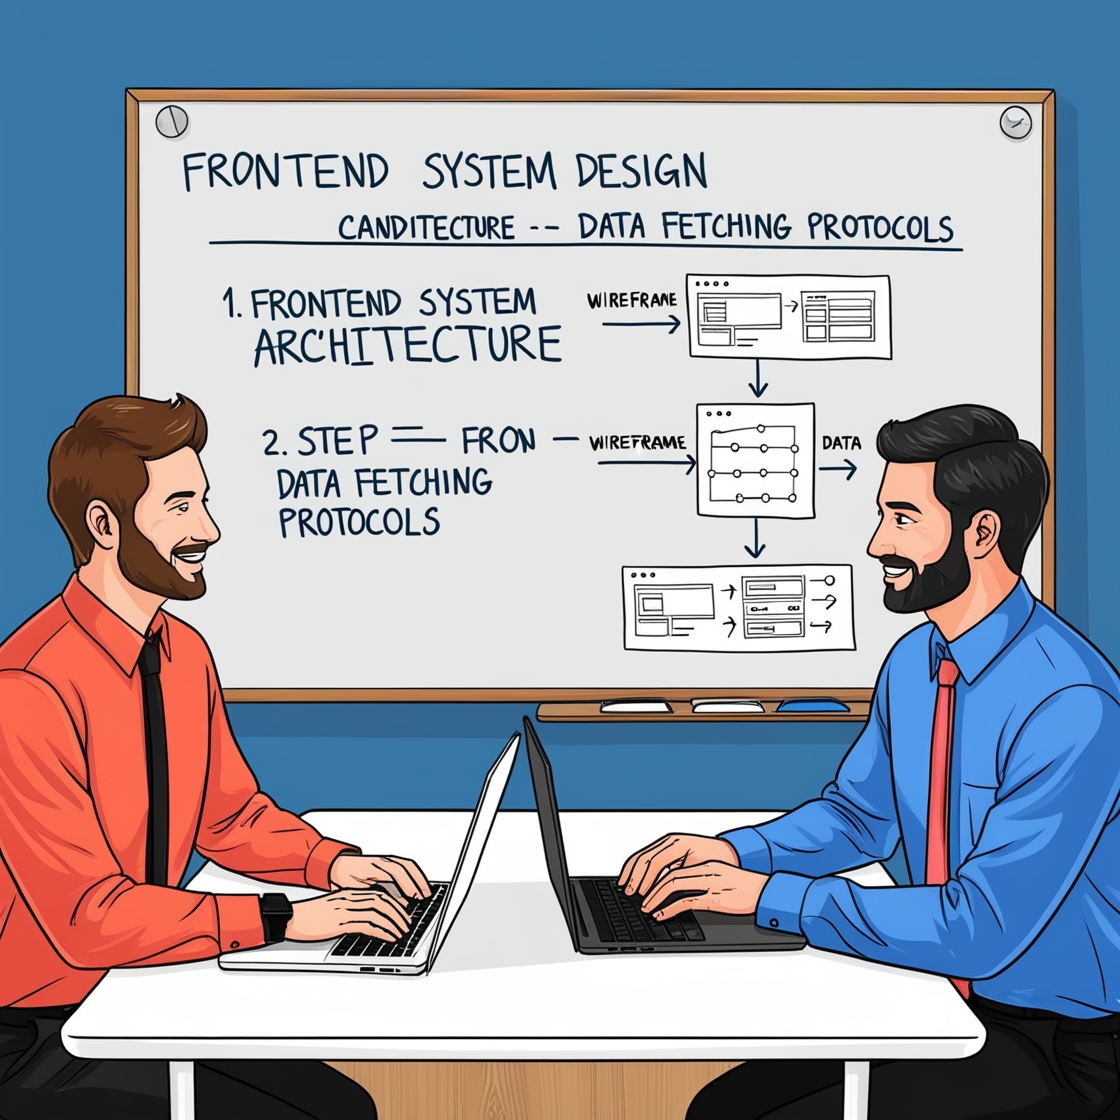 FRONTEND SYSTEM DESIGN
CANDITECTURE -- DATA FETCHING PROTOCOLS
1. FRONTEND SYSTEM
ARCHITECTURE
WIREFRAME
2. STEP = FRON –
DATA FETCHING
PROTOCOLS
WIREFRAME
DATA